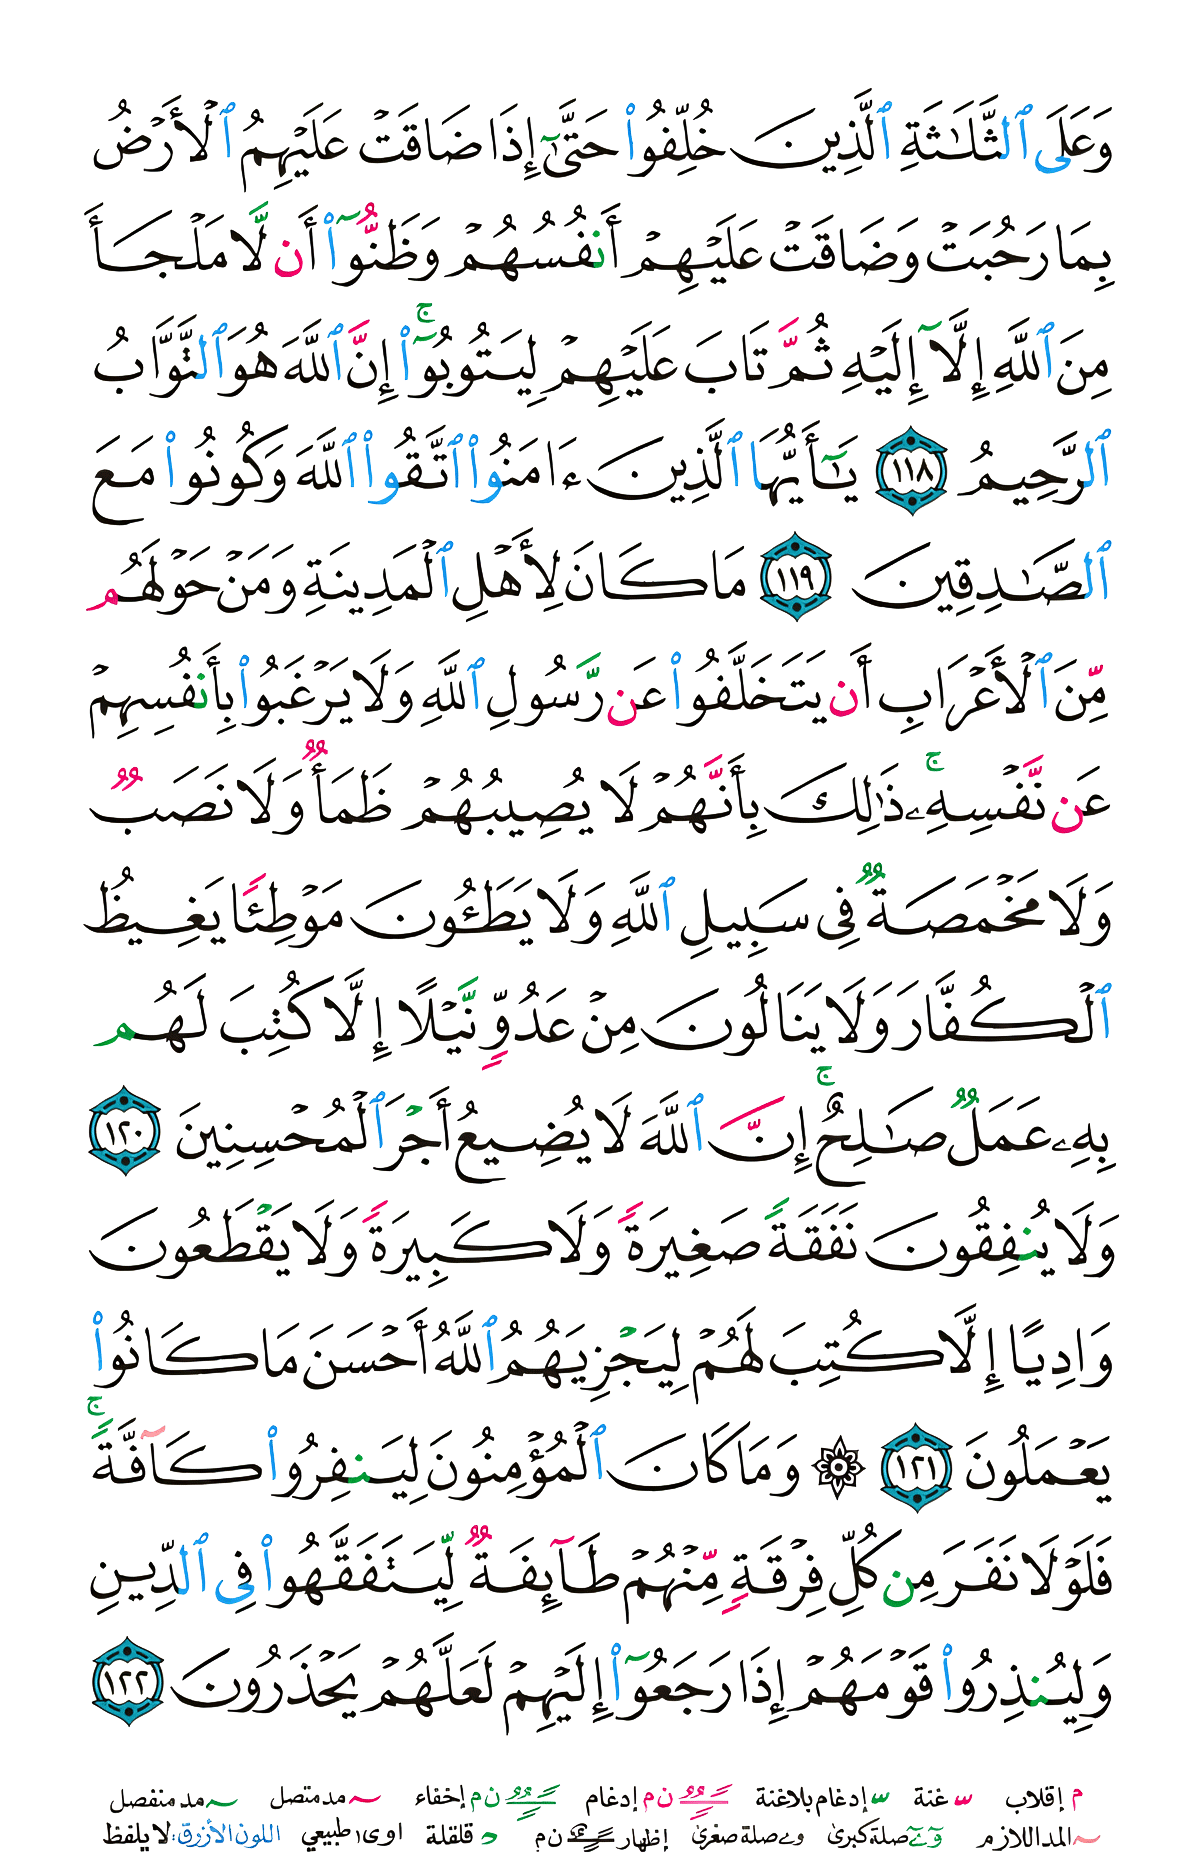 وَعَلَى ٱلثَّلَـٰثَةِ ٱلَّذِينَ خُلِّفُوا۟ حَتَّىٰٓ إِذَا ضَاقَتْ عَلَيْهِمُ ٱلْأَرْضُ
بِمَا رَحُبَتْ وَضَاقَتْ عَلَيْهِمْ أَنفُسُهُمْ وَظَنُّوٓا۟ أَن لَّا مَلْجَأَ
مِنَ ٱللَّهِ إِلَّآ إِلَيْهِ ثُمَّ تَابَ عَلَيْهِمْ لِيَتُوبُوٓا۟ ۚ إِنَّ ٱللَّهَ هُوَ ٱلتَّوَّابُ
ٱلرَّحِيمُ ١١٨ يَـٰٓأَيُّهَا ٱلَّذِينَ ءَامَنُوا۟ ٱتَّقُوا۟ ٱللَّهَ وَكُونُوا۟ مَعَ
ٱلصَّـٰدِقِينَ ١١٩ مَا كَانَ لِأَهْلِ ٱلْمَدِينَةِ وَمَنْ حَوْلَهُم
مِّنَ ٱلْأَعْرَابِ أَن يَتَخَلَّفُوا۟ عَن رَّسُولِ ٱللَّهِ وَلَا يَرْغَبُوا۟ بِأَنفُسِهِمْ
عَن نَّفْسِهِۦ ۚ ذَٰلِكَ بِأَنَّهُمْ لَا يُصِيبُهُمْ ظَمَأٌ وَلَا نَصَبٌ
وَلَا مَخْمَصَةٌ فِى سَبِيلِ ٱللَّهِ وَلَا يَطَـُٔونَ مَوْطِئًا يَغِيظُ
ٱلْكُفَّارَ وَلَا يَنَالُونَ مِنْ عَدُوٍّ نَّيْلًا إِلَّا كُتِبَ لَهُم
بِهِۦ عَمَلٌ صَـٰلِحٌ ۚ إِنَّ ٱللَّهَ لَا يُضِيعُ أَجْرَ ٱلْمُحْسِنِينَ ١٢٠
وَلَا يُنفِقُونَ نَفَقَةً صَغِيرَةً وَلَا كَبِيرَةً وَلَا يَقْطَعُونَ
وَادِيًا إِلَّا كُتِبَ لَهُمْ لِيَجْزِيَهُمُ ٱللَّهُ أَحْسَنَ مَا كَانُوا۟
يَعْمَلُونَ ١٢١ ۞ وَمَا كَانَ ٱلْمُؤْمِنُونَ لِيَنفِرُوا۟ كَآفَّةً ۚ
فَلَوْلَا نَفَرَ مِن كُلِّ فِرْقَةٍ مِّنْهُمْ طَآئِفَةٌ لِّيَتَفَقَّهُوا۟ فِى ٱلدِّينِ
وَلِيُنذِرُوا۟ قَوْمَهُمْ إِذَا رَجَعُوٓا۟ إِلَيْهِمْ لَعَلَّهُمْ يَحْذَرُونَ ١٢٢
م إقلاب غنة إدغام بلاغنة ن م إدغام ن م إخفاء مد متصل مد منفصل
المد اللازم صلة كبرىٰ و ے صلة صغرىٰ إظهار ن م قلقلة اوى ا طبيعي اللون الأزرق: لا يلفظ